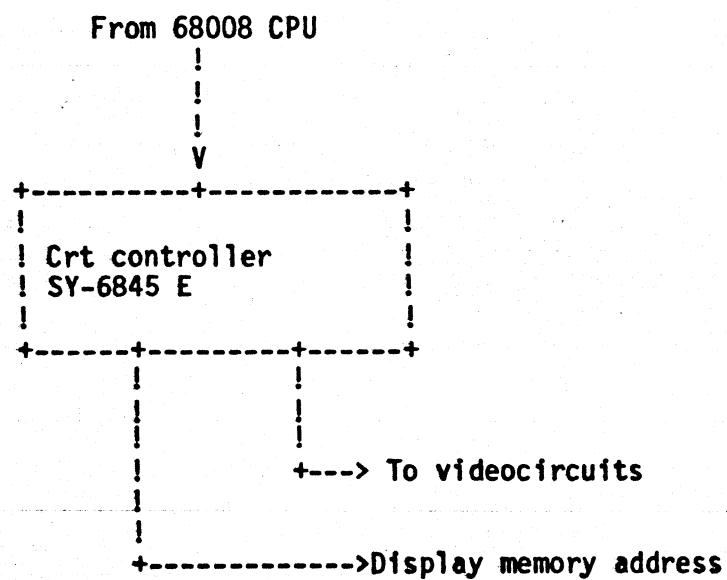 From 68008 CPU
Crt controller
SY-6845 E
To videocircuits
Display memory address